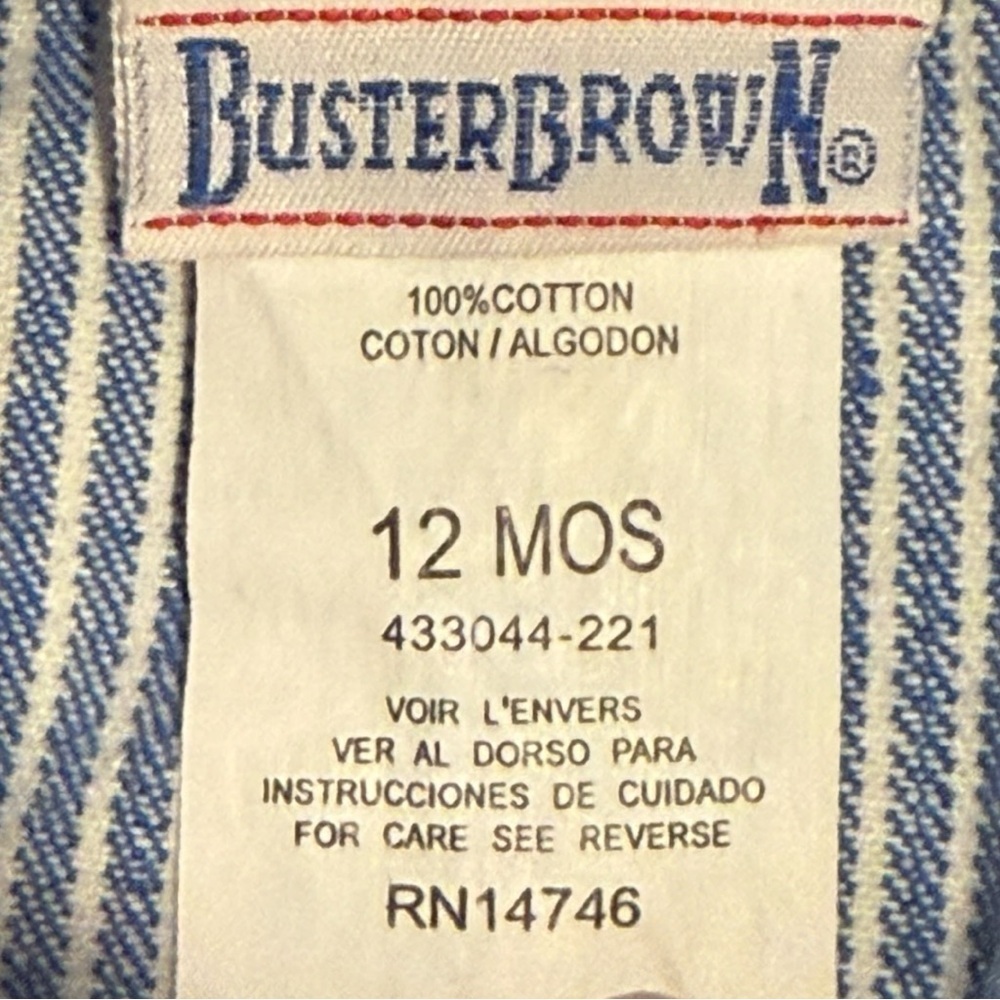 BUSTERBROWN®
100%COTTON
COTON / ALGODON
12 MOS
433044-221
VOIR L'ENVERS
VER AL DORSO PARA
INSTRUCCIONES DE CUIDADO
FOR CARE SEE REVERSE
RN14746